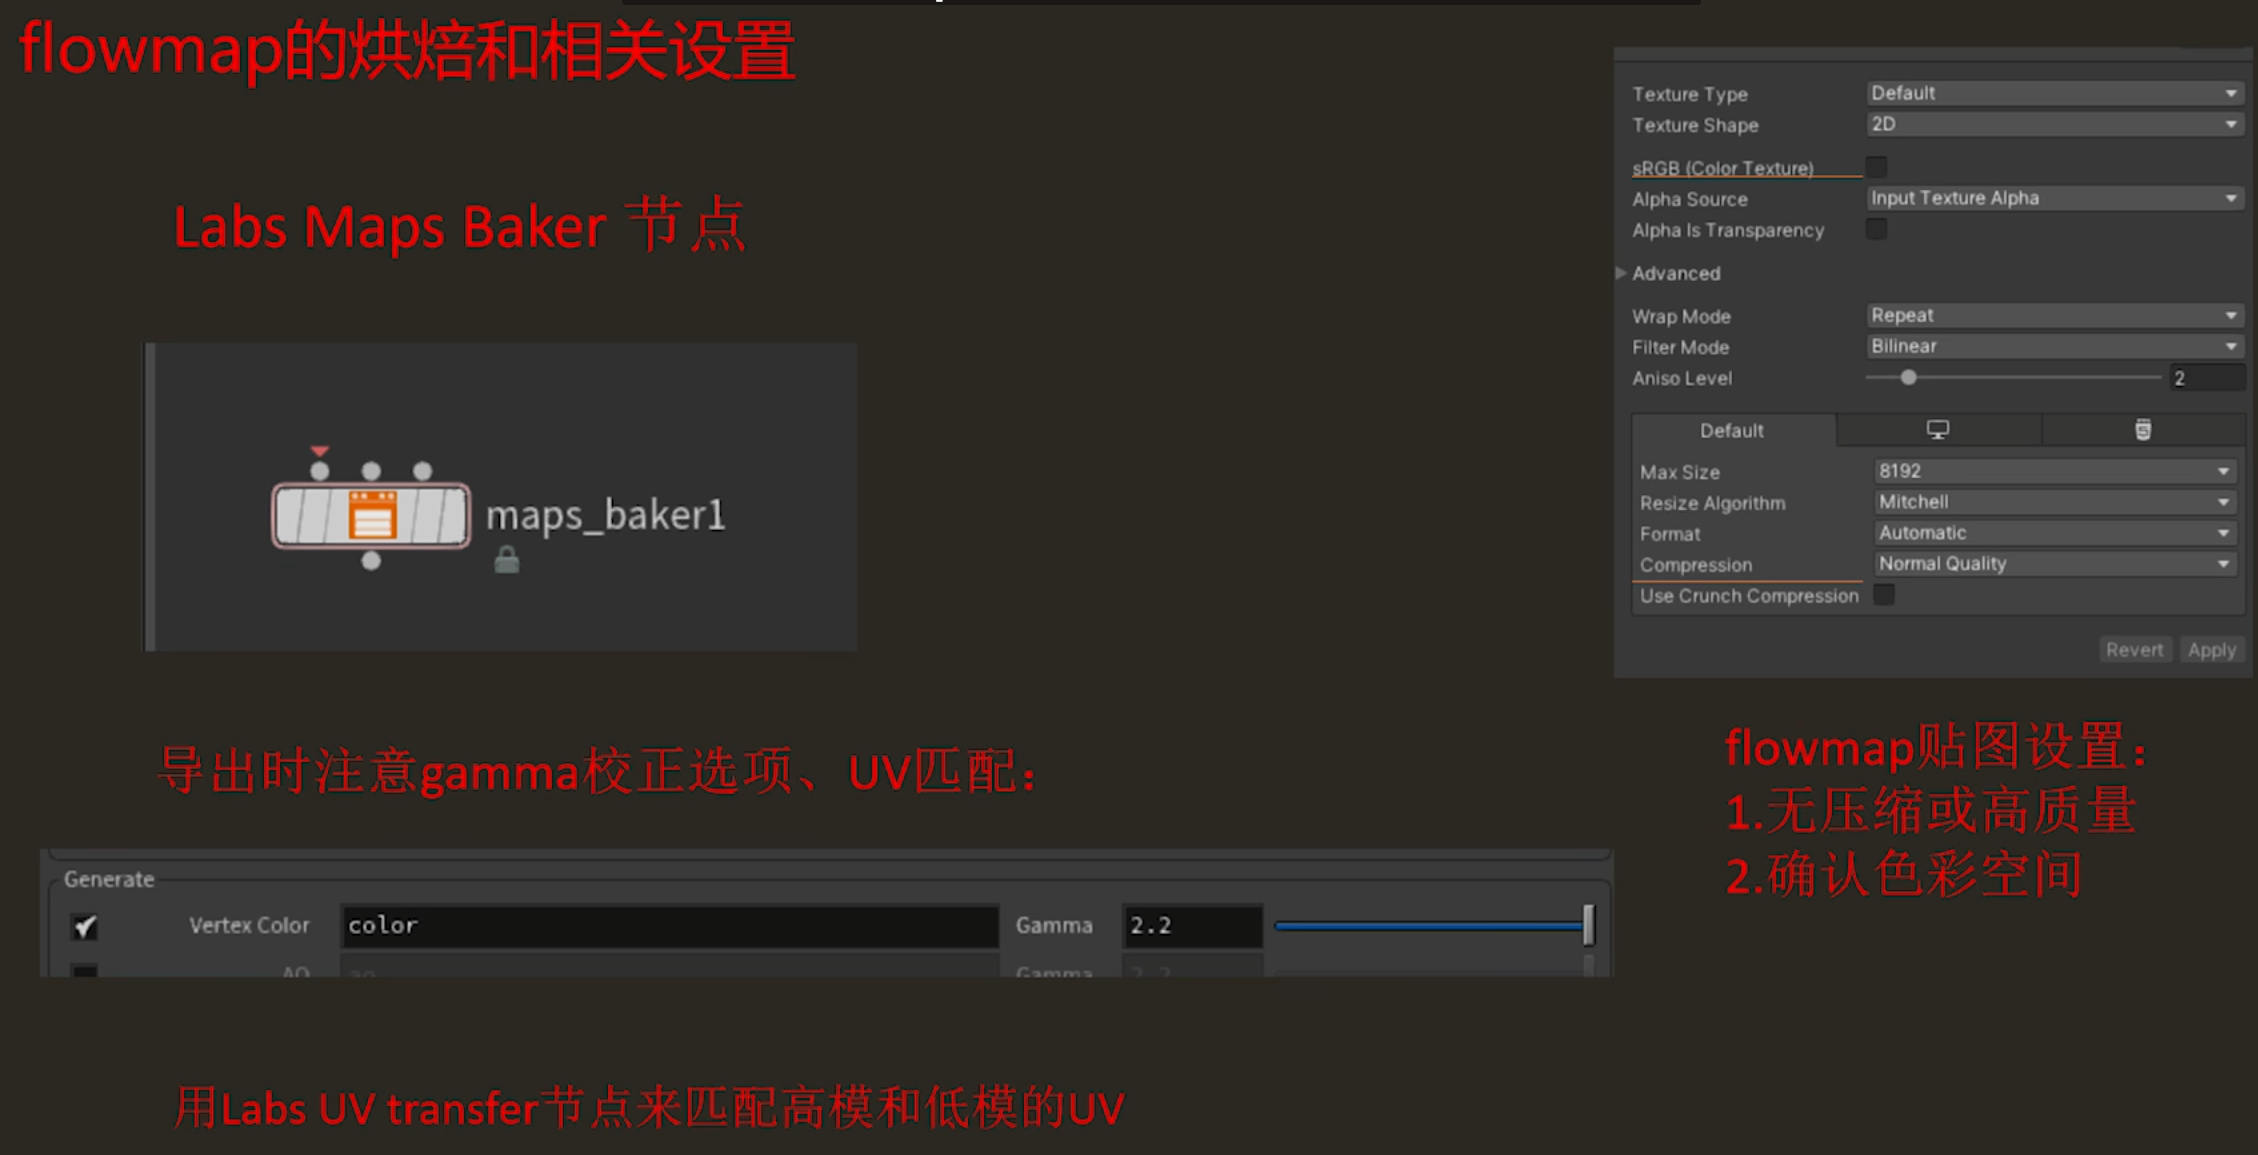 flowmap的烘焙和相关设置
Labs Maps Baker 节点
maps_baker1
导出时注意gamma校正选项、UV匹配：
Generate
Vertex Color color Gamma 2.2
AO ao Gamma 2.2
用Labs UV transfer节点来匹配高模和低模的UV
Texture Type Default
Texture Shape 2D
sRGB (Color Texture)
Alpha Source Input Texture Alpha
Alpha Is Transparency
Advanced
Wrap Mode Repeat
Filter Mode Bilinear
Aniso Level 2
Default
Max Size 8192
Resize Algorithm Mitchell
Format Automatic
Compression Normal Quality
Use Crunch Compression
Revert Apply
flowmap贴图设置：
1.无压缩或高质量
2.确认色彩空间